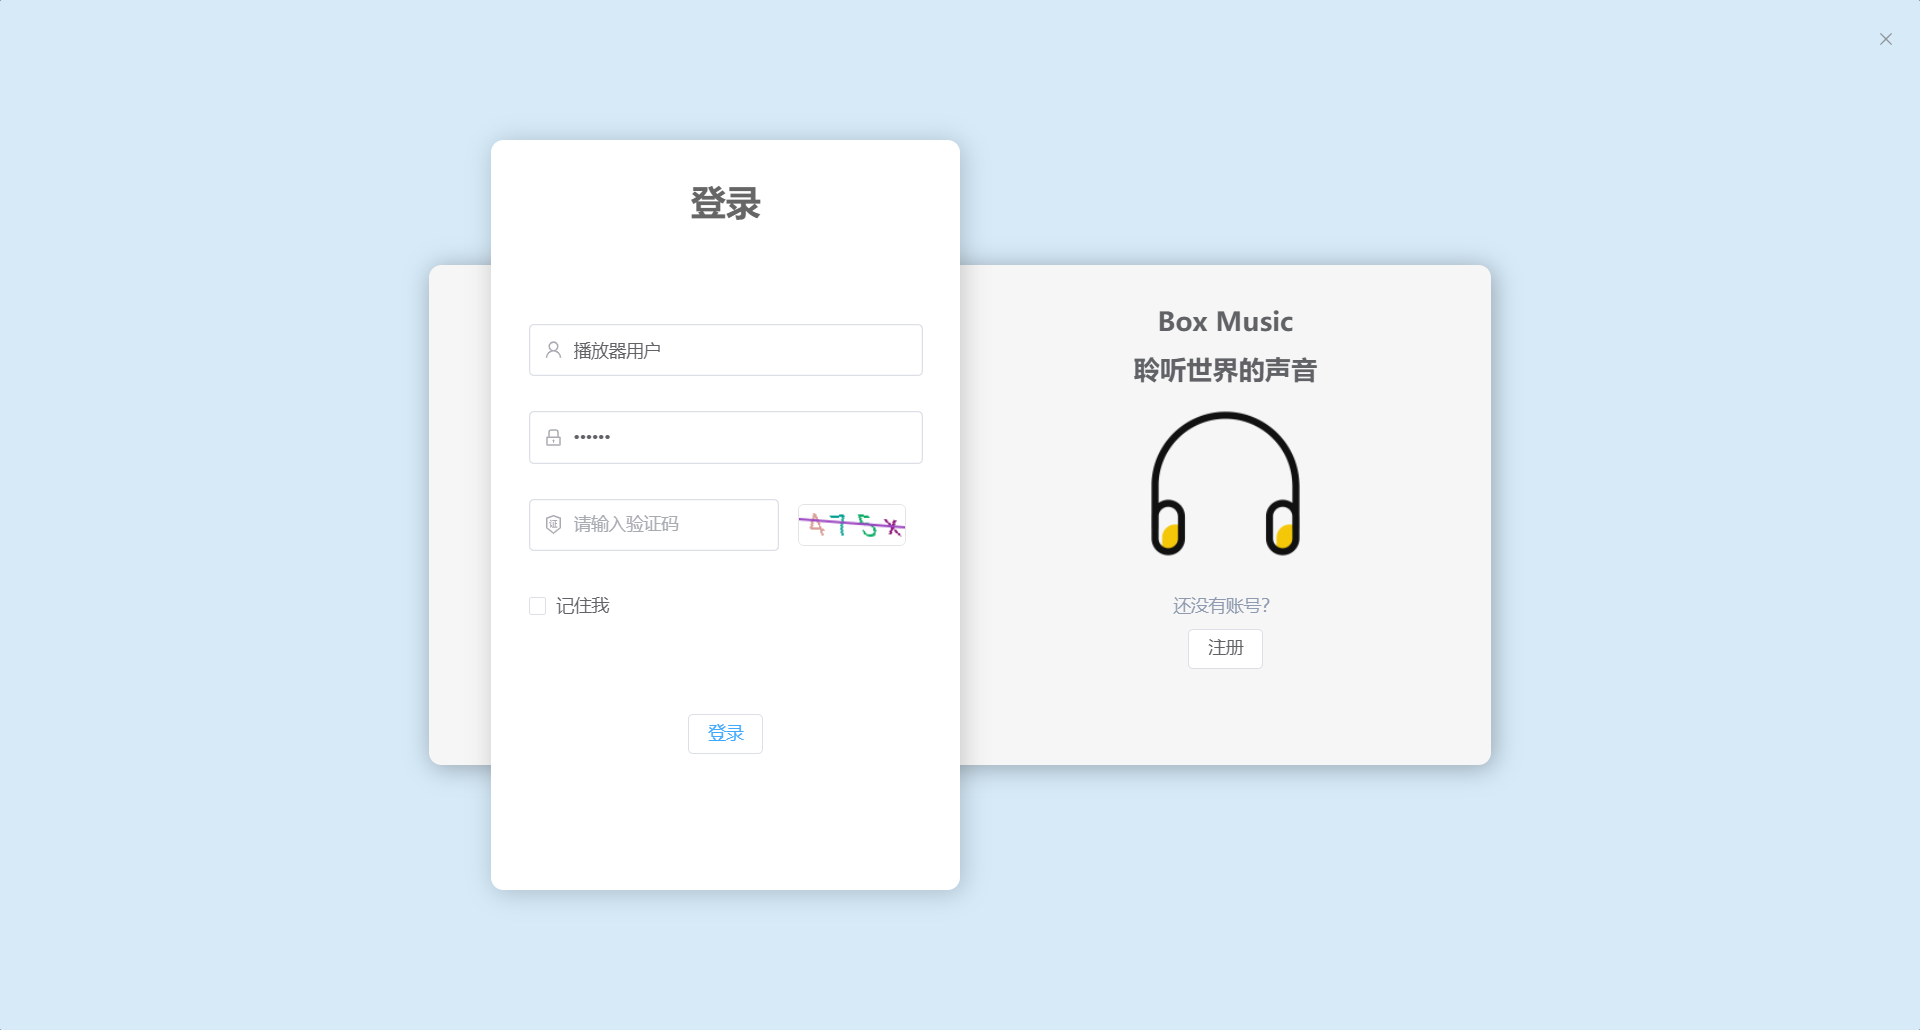 登录
播放器用户
••••••
请输入验证码
475x
记住我
登录
Box Music
聆听世界的声音
还没有账号?
注册